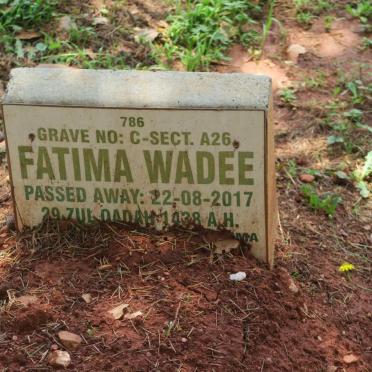 786
GRAVE NO: C-SECT. A26
FATIMA WADEE
PASSED AWAY: 22-08-2017
29 ZUL QADAH 1438 A.H.